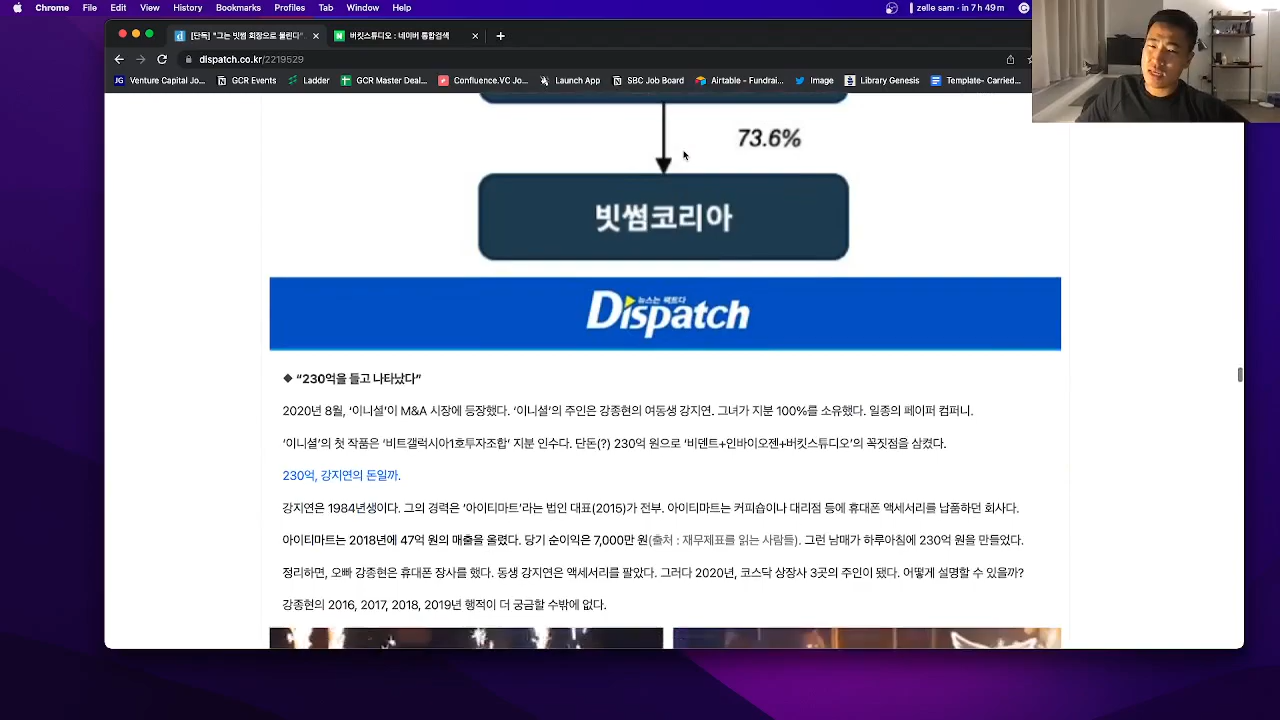 Chrome File Edit View History Bookmarks Profiles Tab Window Help
zelle sam - in 7 h 49 m
[단독] "그는 빗썸 회장으로 불린다"
버킷스튜디오 : 네이버 통합검색
dispatch.co.kr/2219529
Venture Capital Jo... GCR Events Ladder GCR Master Deal... Confluence.VC Jo... Launch App SBC Job Board Airtable - Fundrai... Image Library Genesis Template- Carried...
73.6%
빗썸코리아
뉴스는 팩트다
Dispatch
◆ “230억을 들고 나타났다”
2020년 8월, ‘이니셜’이 M&A 시장에 등장했다. ‘이니셜’의 주인은 강종현의 여동생 강지연. 그녀가 지분 100%를 소유했다. 일종의 페이퍼 컴퍼니.
‘이니셜’의 첫 작품은 ‘비트갤럭시아1호투자조합‘ 지분 인수다. 단돈(?) 230억 원으로 ‘비덴트+인바이오젠+버킷스튜디오’의 꼭짓점을 삼켰다.
230억, 강지연의 돈일까.
강지연은 1984년생이다. 그의 경력은 ‘아이티마트’라는 법인 대표(2015)가 전부. 아이티마트는 커피숍이나 대리점 등에 휴대폰 액세서리를 납품하던 회사다.
아이티마트는 2018년에 47억 원의 매출을 올렸다. 당기 순이익은 7,000만 원(출처 : 재무제표를 읽는 사람들). 그런 남매가 하루아침에 230억 원을 만들었다.
정리하면, 오빠 강종현은 휴대폰 장사를 했다. 동생 강지연은 액세서리를 팔았다. 그러다 2020년, 코스닥 상장사 3곳의 주인이 됐다. 어떻게 설명할 수 있을까?
강종현의 2016, 2017, 2018, 2019년 행적이 더 궁금할 수밖에 없다.